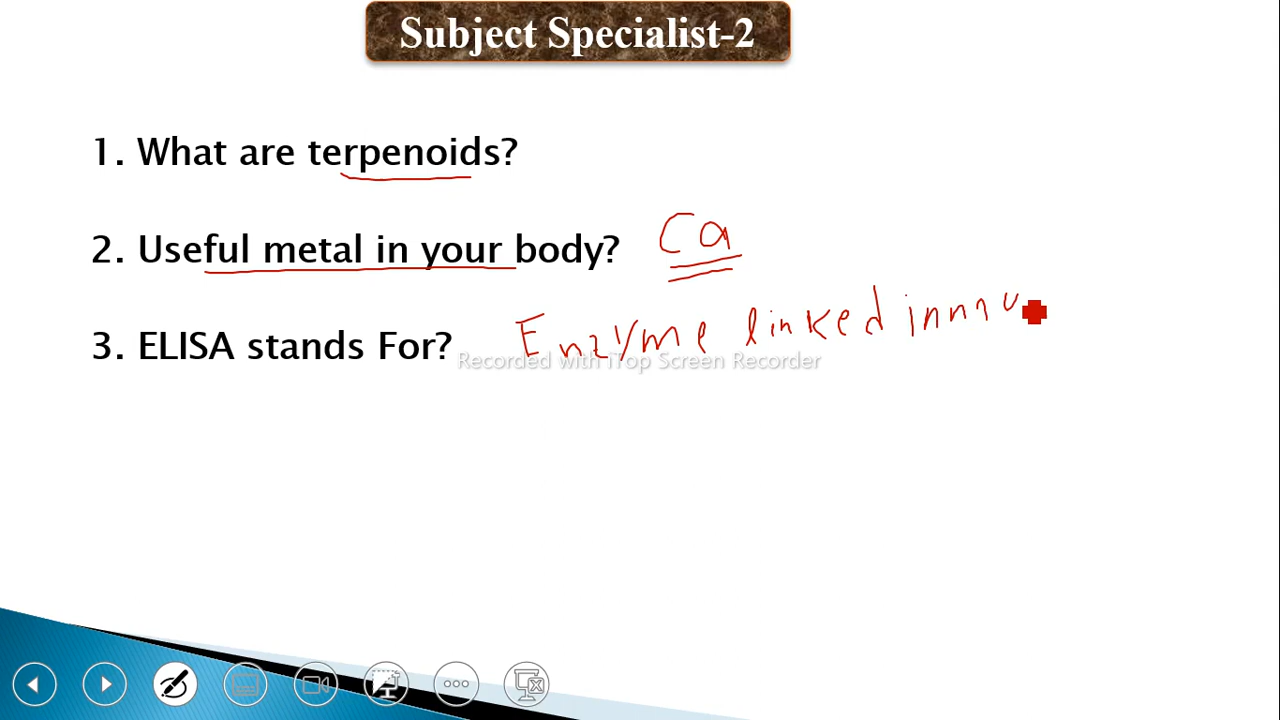 Subject Specialist-2
1. What are terpenoids?
2. Useful metal in your body? Ca
3. ELISA stands For? Enzyme linked innnu
Recorded with iTop Screen Recorder